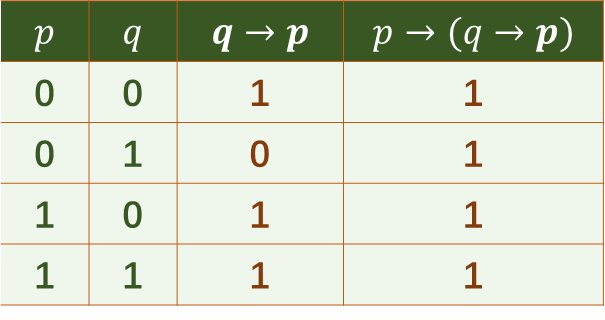 p q q → p p → (q → p)
0 0 1 1
0 1 0 1
1 0 1 1
1 1 1 1